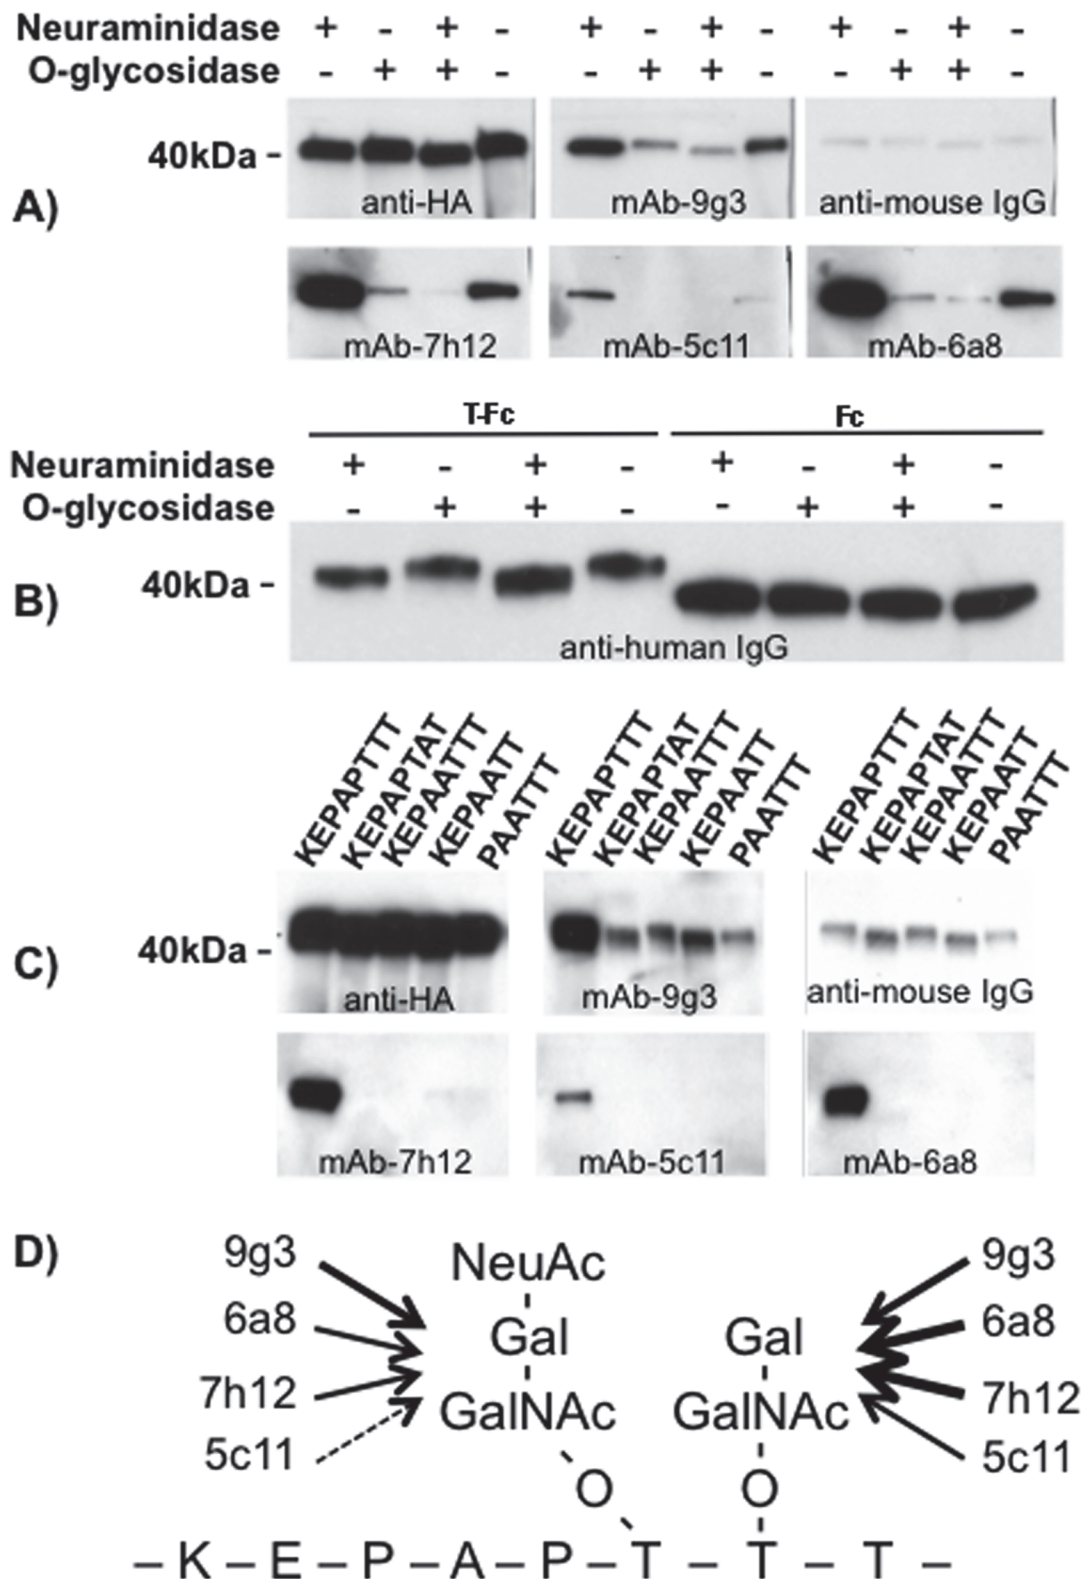 Neuraminidase + - + - + - + - + - + -
O-glycosidase - + + - - + + - - + + -
40kDa -
A)
anti-HA mAb-9g3 anti-mouse IgG
mAb-7h12 mAb-5c11 mAb-6a8
T-Fc Fc
Neuraminidase + - + - + - + -
O-glycosidase - + + - - + + -
40kDa -
B)
anti-human IgG
KEPAPTTT KEPAPTAT KEPAATTT KEPAATT PAATTT KEPAPTTT KEPAPTAT KEPAATTT KEPAATT PAATTT KEPAPTTT KEPAPTAT KEPAATTT KEPAATT PAATTT
40kDa -
C)
anti-HA mAb-9g3 anti-mouse IgG
mAb-7h12 mAb-5c11 mAb-6a8
D)
9g3 NeuAc 9g3
6a8 Gal Gal 6a8
7h12 GalNAc GalNAc 7h12
5c11 5c11
O O
– K – E – P – A – P – T – T – T –